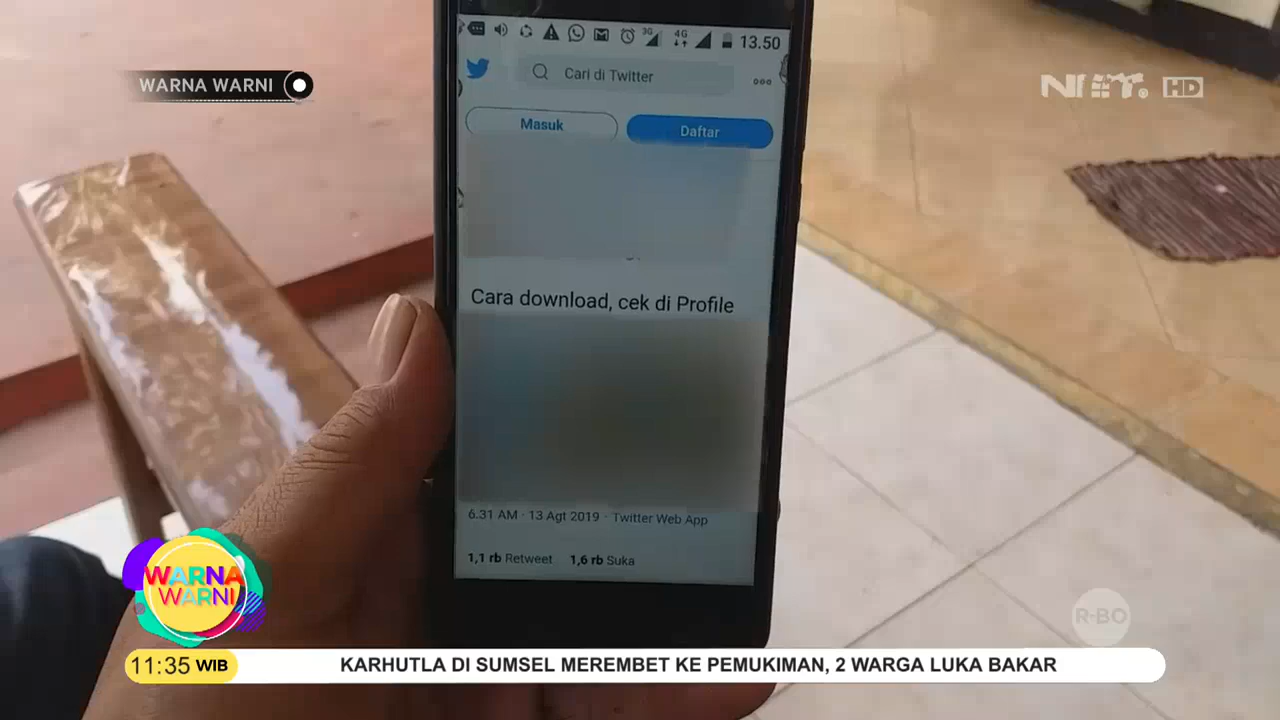 WARNA WARNI
NET. HD
3G
4G
13.50
Cari di Twitter
Masuk
Daftar
Cara download, cek di Profile
6.31 AM · 13 Agt 2019 · Twitter Web App
1,1 rb Retweet 1,6 rb Suka
WARNA
WARNI
R-BO
11:35 WIB
KARHUTLA DI SUMSEL MEREMBET KE PEMUKIMAN, 2 WARGA LUKA BAKAR